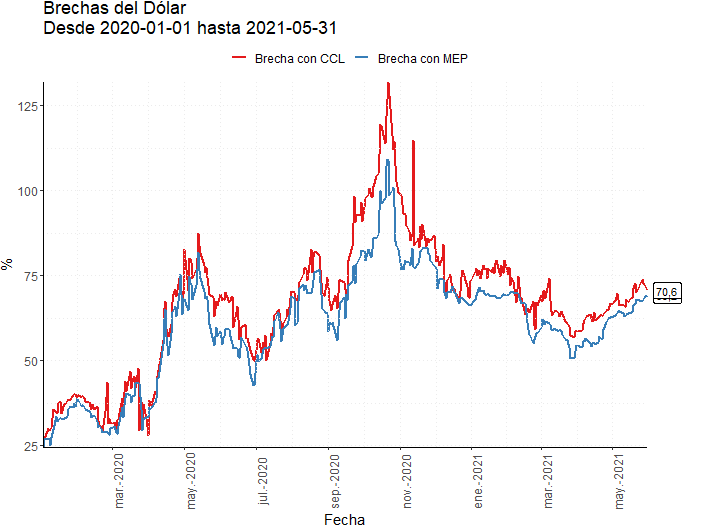 Brechas del Dólar
Desde 2020-01-01 hasta 2021-05-31
Brecha con CCL Brecha con MEP
125
100
75
50
25
%
70,6
mar.-2020 may.-2020 jul.-2020 sep.-2020 nov.-2020 ene.-2021 mar.-2021 may.-2021
Fecha